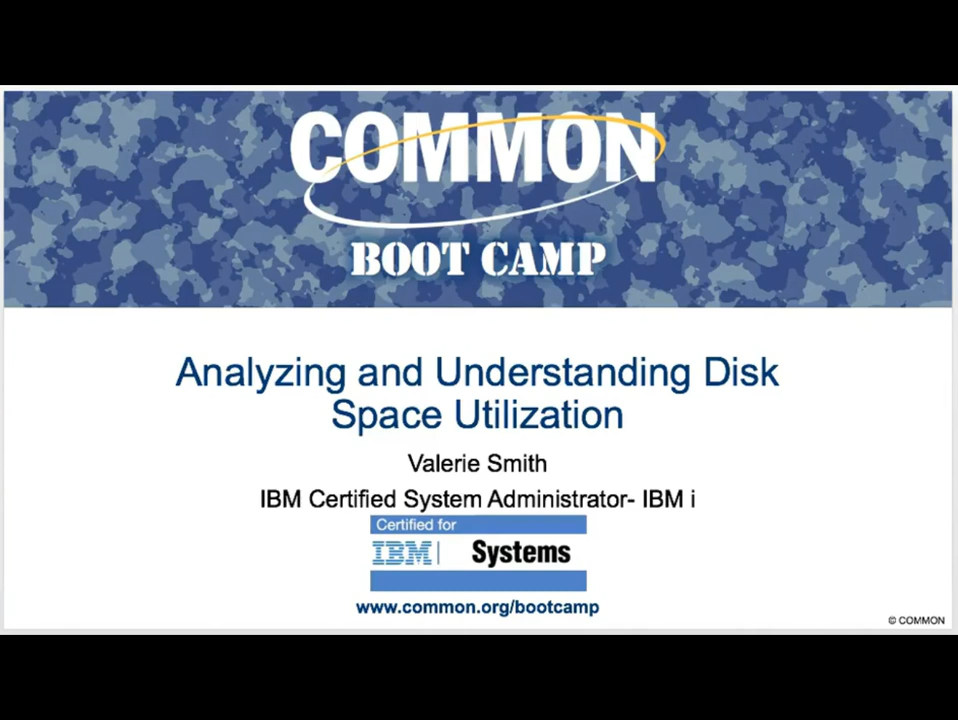 COMMON
BOOT CAMP
Analyzing and Understanding Disk
Space Utilization
Valerie Smith
IBM Certified System Administrator- IBM i
Certified for
IBM Systems
www.common.org/bootcamp
© COMMON